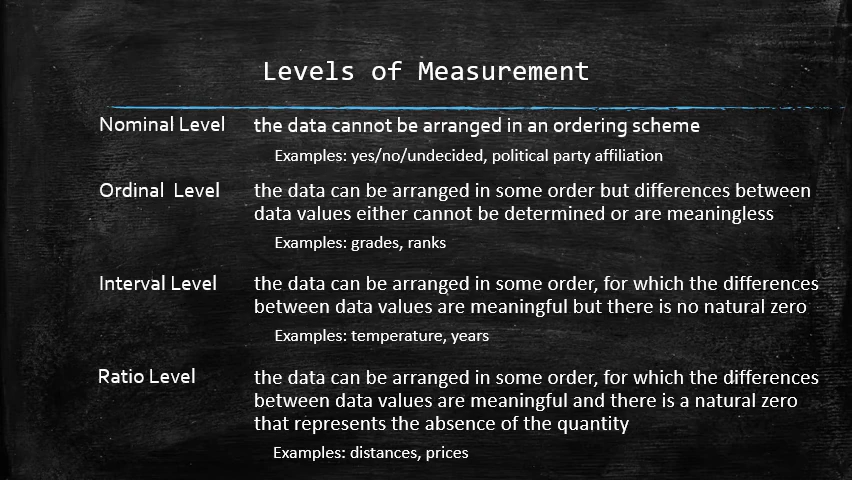 Levels of Measurement
Nominal Level the data cannot be arranged in an ordering scheme
Examples: yes/no/undecided, political party affiliation
Ordinal Level the data can be arranged in some order but differences between
data values either cannot be determined or are meaningless
Examples: grades, ranks
Interval Level the data can be arranged in some order, for which the differences
between data values are meaningful but there is no natural zero
Examples: temperature, years
Ratio Level the data can be arranged in some order, for which the differences
between data values are meaningful and there is a natural zero
that represents the absence of the quantity
Examples: distances, prices